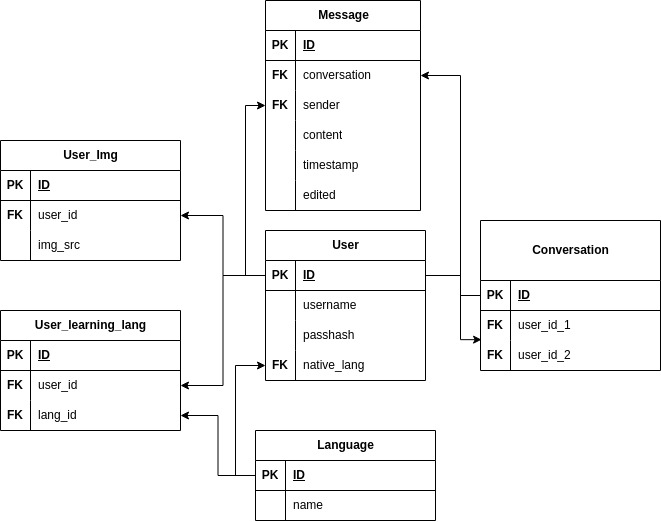 Message
PK ID
FK conversation
FK sender
content
timestamp
edited
User_Img
PK ID
FK user_id
img_src
User
PK ID
username
passhash
FK native_lang
Conversation
PK ID
FK user_id_1
FK user_id_2
User_learning_lang
PK ID
FK user_id
FK lang_id
Language
PK ID
name